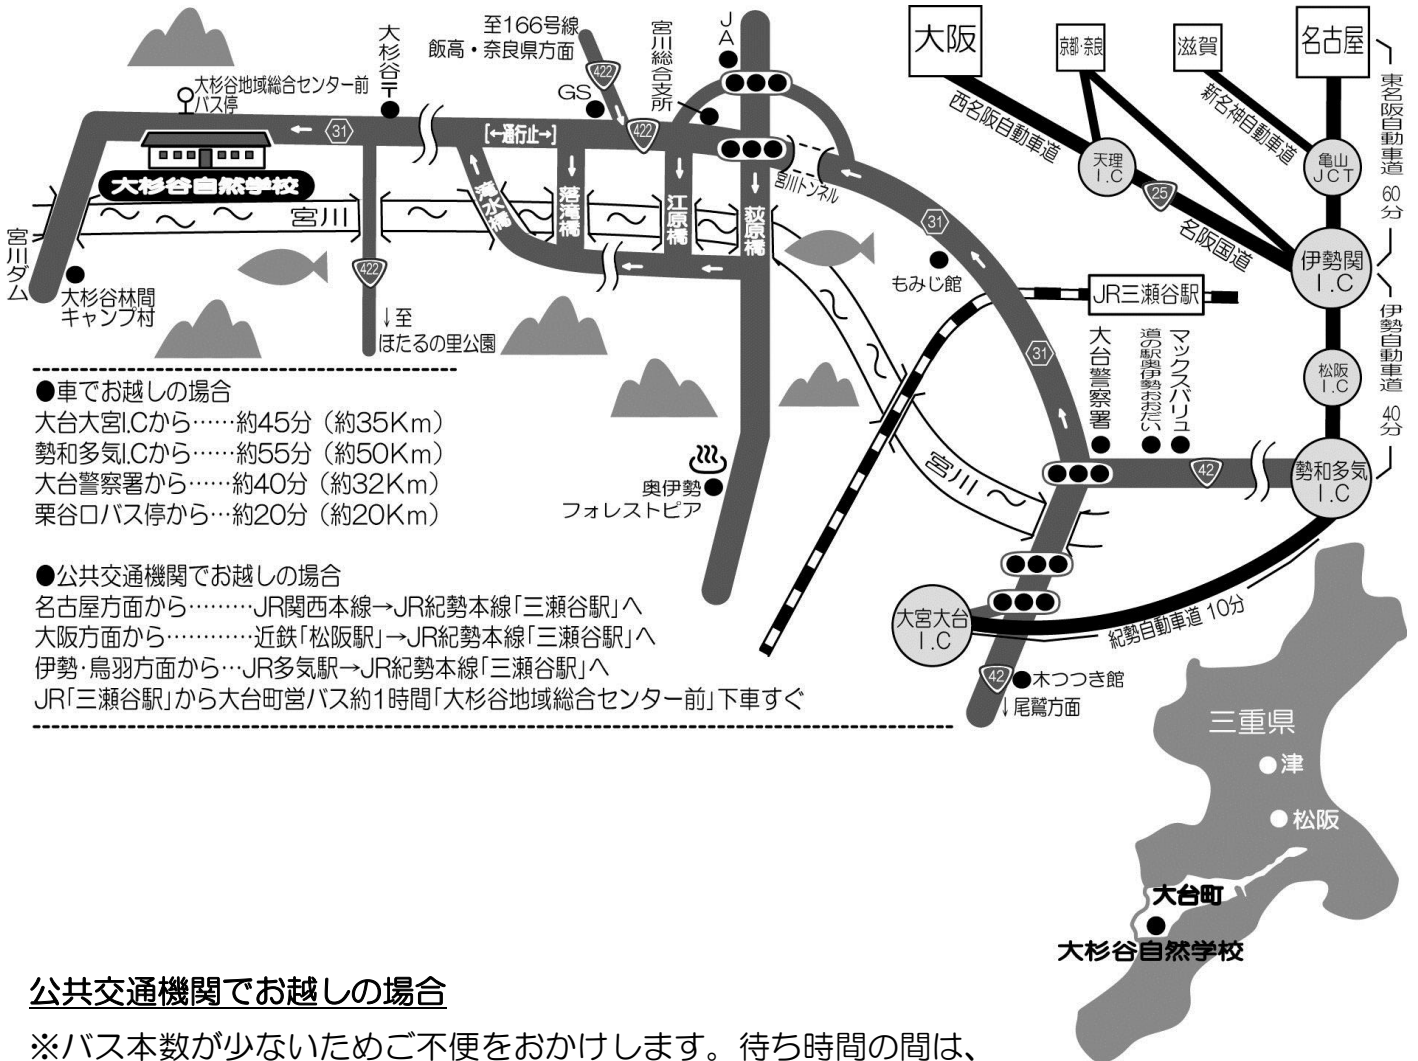 大杉谷地域総合センター前
バス停
大杉谷〒
至166号線
飯高・奈良県方面
422
GS
宮川総合支所
JA
31
[←通行止→]
422
大杉谷自然学校
宮川
滝水橋
落滝橋
江原橋
荻原橋
宮川トンネル
宮川ダム
大杉谷林間
キャンプ村
422
↓至
ほたるの里公園
31
もみじ館
31
JR三瀬谷駅
大台警察署
道の駅奥伊勢おおだい
マックスバリュ
42
宮川
奥伊勢
フォレストピア
大阪
京都・奈良
滋賀
名古屋
西名阪自動車道
新名神自動車道
東名阪自動車道 60分
天理
I.C
亀山
JCT
25
名阪国道
伊勢関
I.C
伊勢自動車道 40分
松阪
I.C
勢和多気
I.C
大宮大台
I.C
紀勢自動車道 10分
42
木つつき館
↓尾鷲方面
●車でお越しの場合
大台大宮I.Cから……約45分（約35Km）
勢和多気I.Cから……約55分（約50Km）
大台警察署から……約40分（約32Km）
栗谷口バス停から…約20分（約20Km）
●公共交通機関でお越しの場合
名古屋方面から………JR関西本線→JR紀勢本線「三瀬谷駅」へ
大阪方面から…………近鉄「松阪駅」→JR紀勢本線「三瀬谷駅」へ
伊勢・鳥羽方面から…JR多気駅→JR紀勢本線「三瀬谷駅」へ
JR「三瀬谷駅」から大台町営バス約1時間「大杉谷地域総合センター前」下車すぐ
三重県
津
松阪
大台町
大杉谷自然学校
公共交通機関でお越しの場合
※バス本数が少ないためご不便をおかけします。待ち時間の間は、